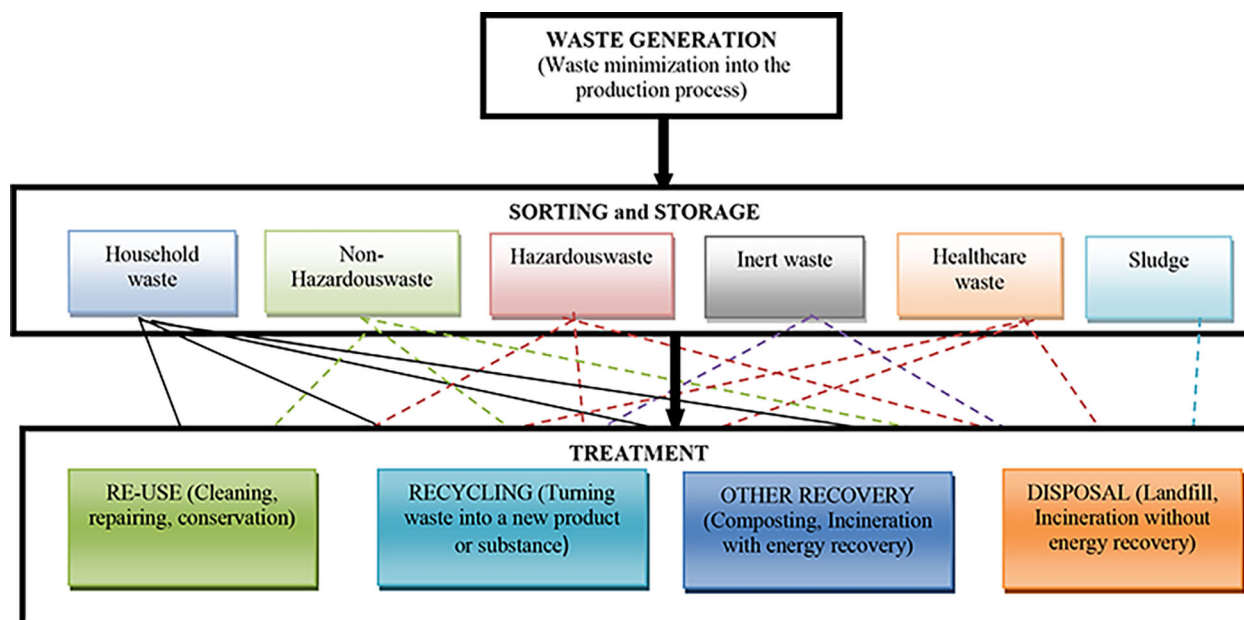 WASTE GENERATION
(Waste minimization into the
production process)
SORTING and STORAGE
Household
waste
Non-
Hazardouswaste
Hazardouswaste
Inert waste
Healthcare
waste
Sludge
TREATMENT
RE-USE (Cleaning,
repairing, conservation)
RECYCLING (Turning
waste into a new product
or substance)
OTHER RECOVERY
(Composting, Incineration
with energy recovery)
DISPOSAL (Landfill,
Incineration without
energy recovery)